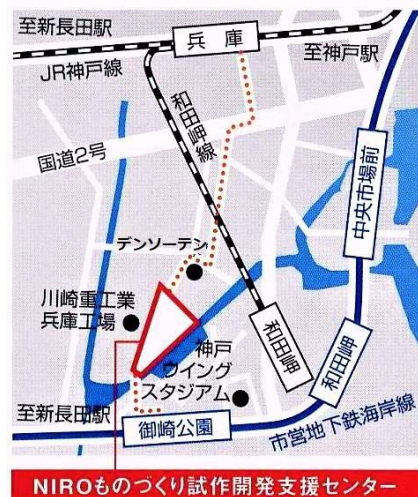 至新長田駅
兵庫
至神戸駅
JR神戸線
和田岬線
国道2号
中央市場前
デンソーテン
川崎重工業
兵庫工場
和田岬
和田岬
神戸
ウイング
スタジアム
至新長田駅
御崎公園
市営地下鉄海岸線
NIROものづくり試作開発支援センター